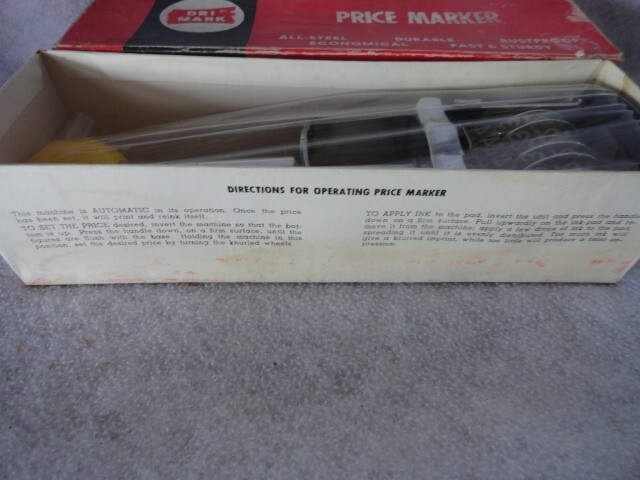 DRI
MARK
PRICE MARKER
ALL-STEEL DURABLE RUSTPROOF
ECONOMICAL FAST & STURDY
DIRECTIONS FOR OPERATING PRICE MARKER
This machine is AUTOMATIC in its operation. Once the price
has been set, it will print and reink itself.
TO SET THE PRICE desired, invert the machine so that the bot-
tom is up. Press the handle down, on a firm surface, until the
figures are flush with the base. Holding the machine in this
position, set the desired price by turning the knurled wheels.
TO APPLY INK to the pad, invert the unit and press the
down on a firm surface. Pull upwardly on the ink pad and re-
move it from the machine; apply a few drops of ink to the pad,
spreading it until it is evenly distributed. Too much ink will
give a blurred imprint, while too little will produce a faint im-
pression.